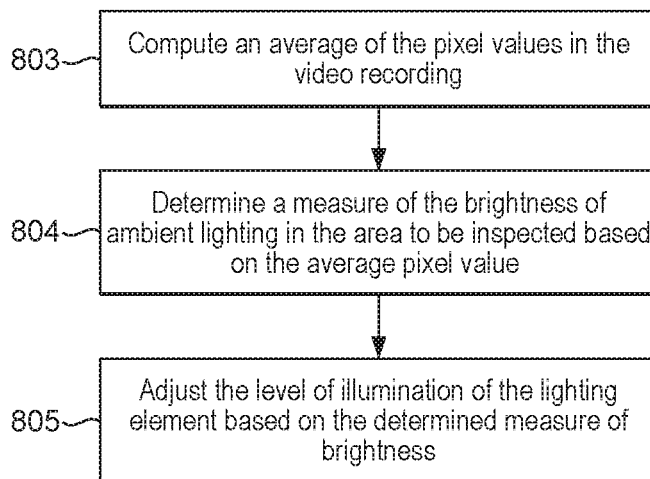 803
Compute an average of the pixel values in the
video recording
804
Determine a measure of the brightness of
ambient lighting in the area to be inspected based
on the average pixel value
805
Adjust the level of illumination of the lighting
element based on the determined measure of
brightness